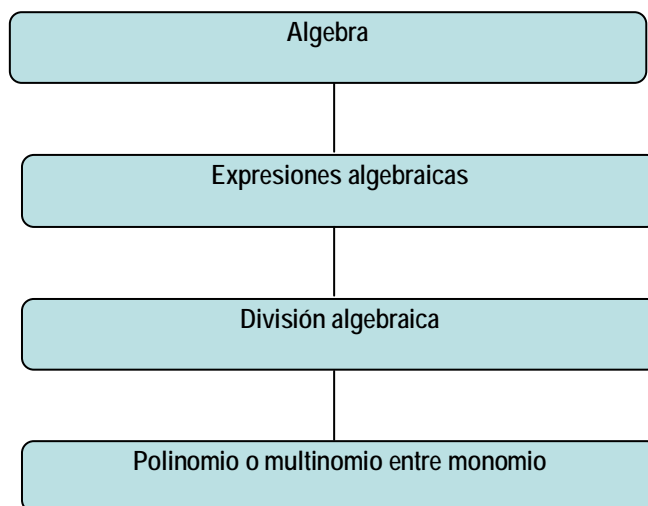 Algebra
Expresiones algebraicas
División algebraica
Polinomio o multinomio entre monomio